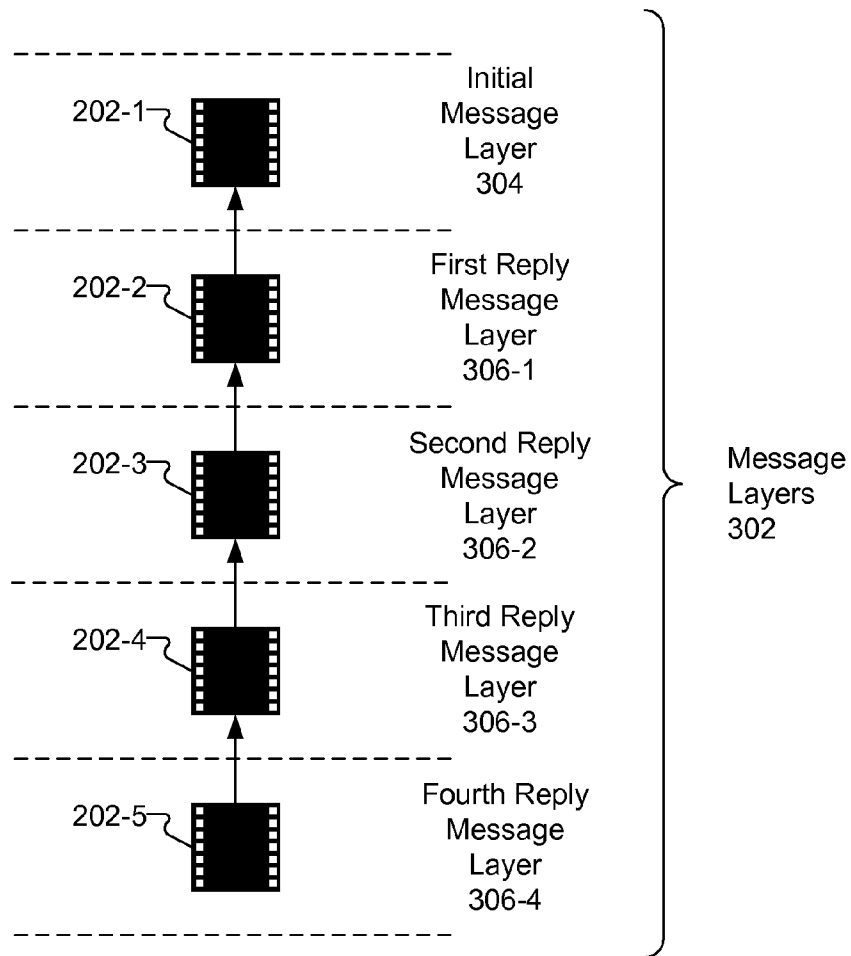 202-1
Initial
Message
Layer
304
202-2
First Reply
Message
Layer
306-1
202-3
Second Reply
Message
Layer
306-2
Message
Layers
302
202-4
Third Reply
Message
Layer
306-3
202-5
Fourth Reply
Message
Layer
306-4